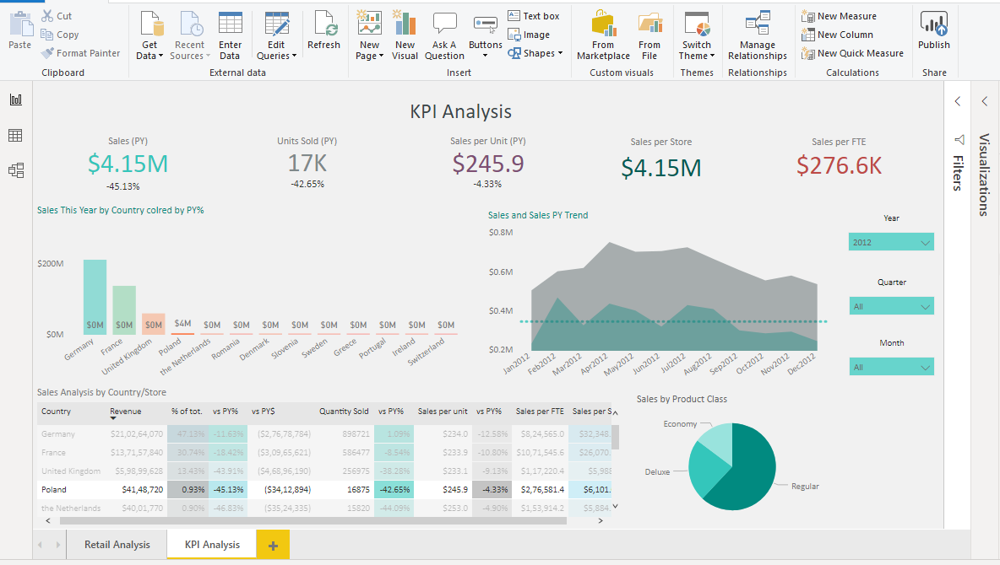 Paste
Cut
Copy
Format Painter
Clipboard
Get Data
Recent Sources
Enter Data
Edit Queries
Refresh
External data
New Page
New Visual
Ask A Question
Buttons
Text box
Image
Shapes
Insert
From Marketplace
From File
Custom visuals
Switch Theme
Themes
Manage Relationships
Relationships
New Measure
New Column
New Quick Measure
Calculations
Publish
Share
KPI Analysis
Sales (PY)
$4.15M
-45.13%
Units Sold (PY)
17K
-42.65%
Sales per Unit (PY)
$245.9
-4.33%
Sales per Store
$4.15M
Sales per FTE
$276.6K
Filters
Visualizations
Sales This Year by Country colred by PY%
$200M
$0M
$0M $0M $0M $4M $0M $0M $0M $0M $0M $0M $0M $0M $0M
Germany France United Kingdom Poland the Netherlands Romania Denmark Slovenia Sweden Greece Portugal Ireland Switzerland
Sales and Sales PY Trend
$0.8M
$0.6M
$0.4M
$0.2M
Jan2012 Feb2012 Mar2012 Apr2012 May2012 Jun2012 Jul2012 Aug2012 Sep2012 Oct2012 Nov2012 Dec2012
Year
2012
Quarter
All
Month
All
Sales Analysis by Country/Store
Country Revenue % of tot. vs PY% vs PY$ Quantity Sold vs PY% Sales per unit vs PY% Sales per FTE Sales per S
Germany $21,02,64,070 47.13% -11.63% ($2,76,78,784) 898721 1.09% $234.0 -12.58% $8,24,565.0 $32,348.
France $13,71,57,840 30.74% -18.42% ($3,09,65,621) 586477 -8.54% $233.9 -10.80% $10,71,545.6 $26,070.
United Kingdom $5,98,99,628 13.43% -43.91% ($4,68,96,190) 256975 -38.28% $233.1 -9.13% $1,17,220.4 $5,988
Poland $41,48,720 0.93% -45.13% ($34,12,894) 16875 -42.65% $245.9 -4.33% $2,76,581.4 $6,101.
the Netherlands $40,01,770 0.90% -46.83% ($35,24,335) 15820 -44.09% $253.0 -4.90% $1,53,914.2 $5,884.
Sales by Product Class
Economy
Deluxe
Regular
Retail Analysis
KPI Analysis